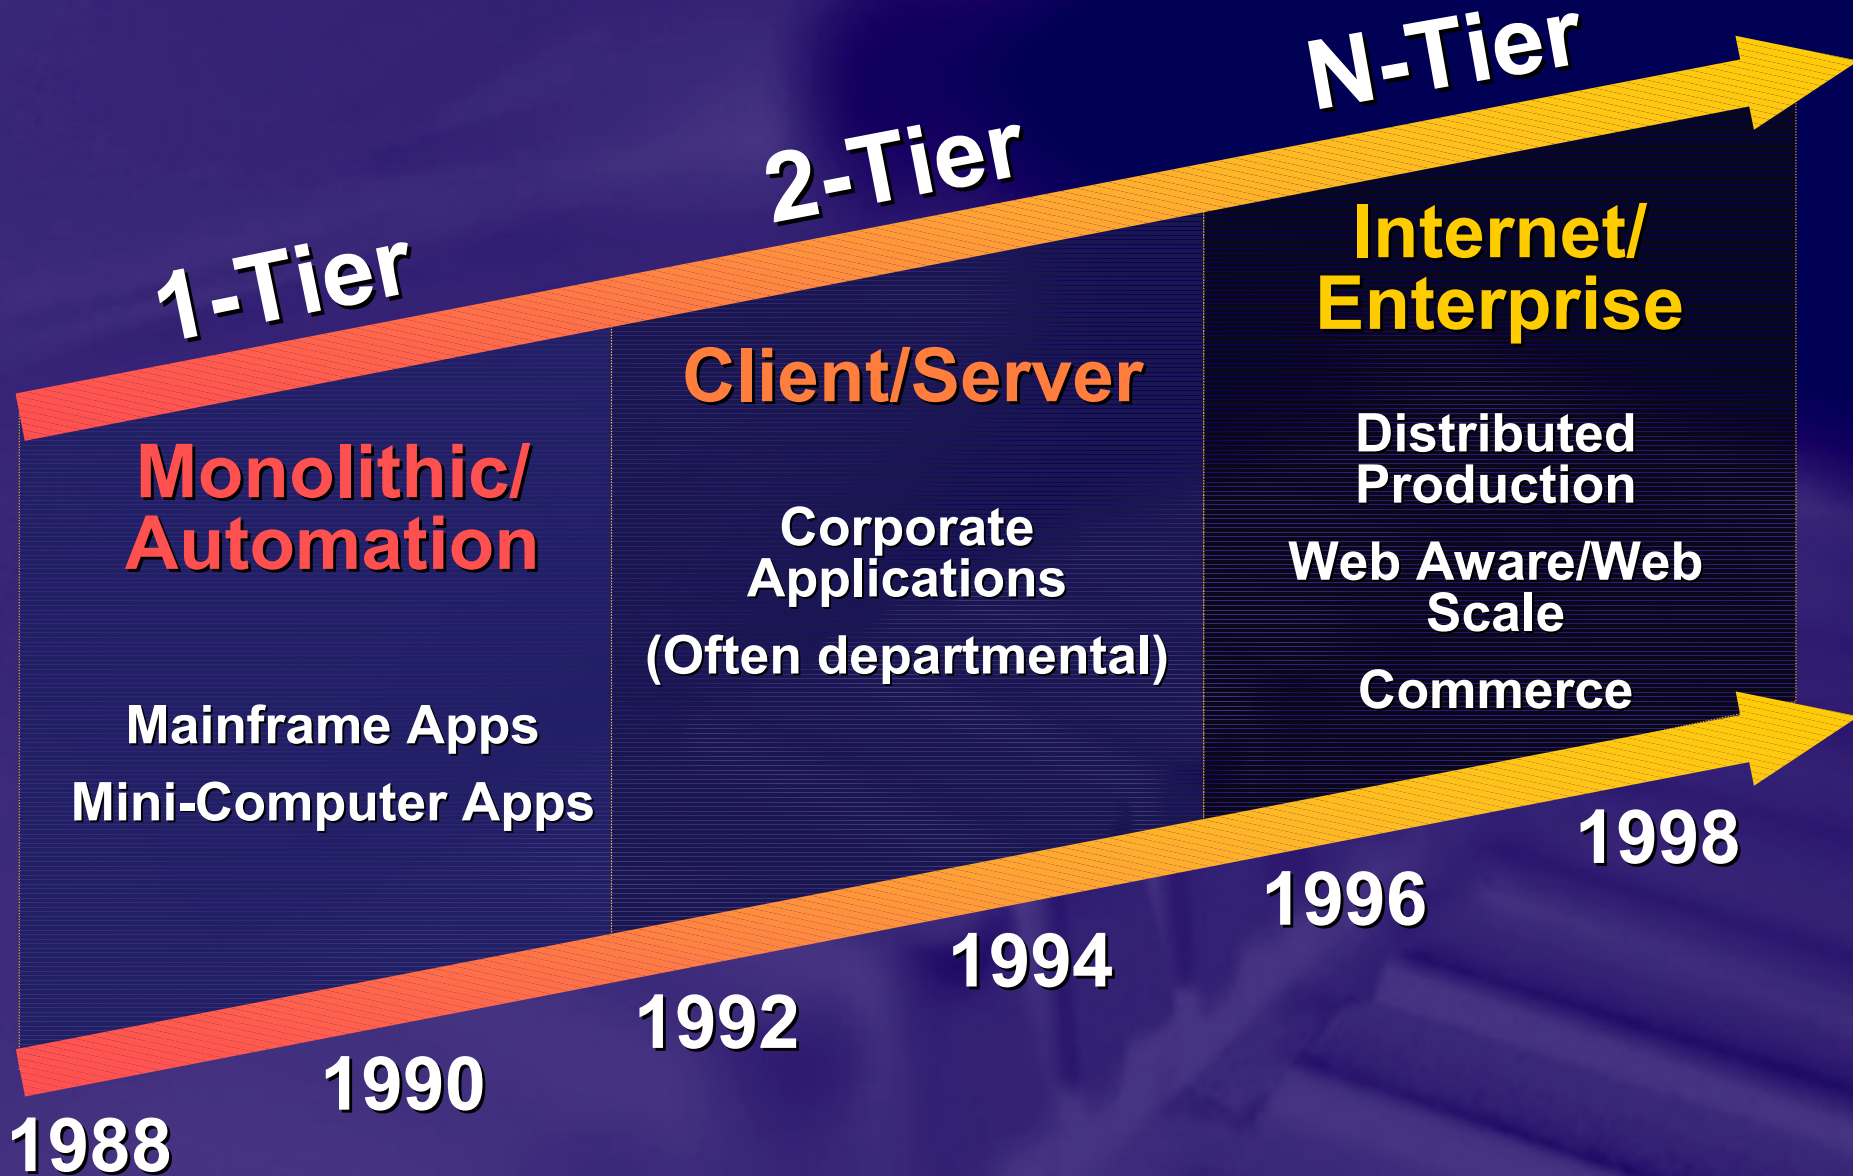 1-Tier
2-Tier
N-Tier
Monolithic/
Automation
Mainframe Apps
Mini-Computer Apps
Client/Server
Corporate
Applications
(Often departmental)
Internet/
Enterprise
Distributed
Production
Web Aware/Web
Scale
Commerce
1988
1990
1992
1994
1996
1998